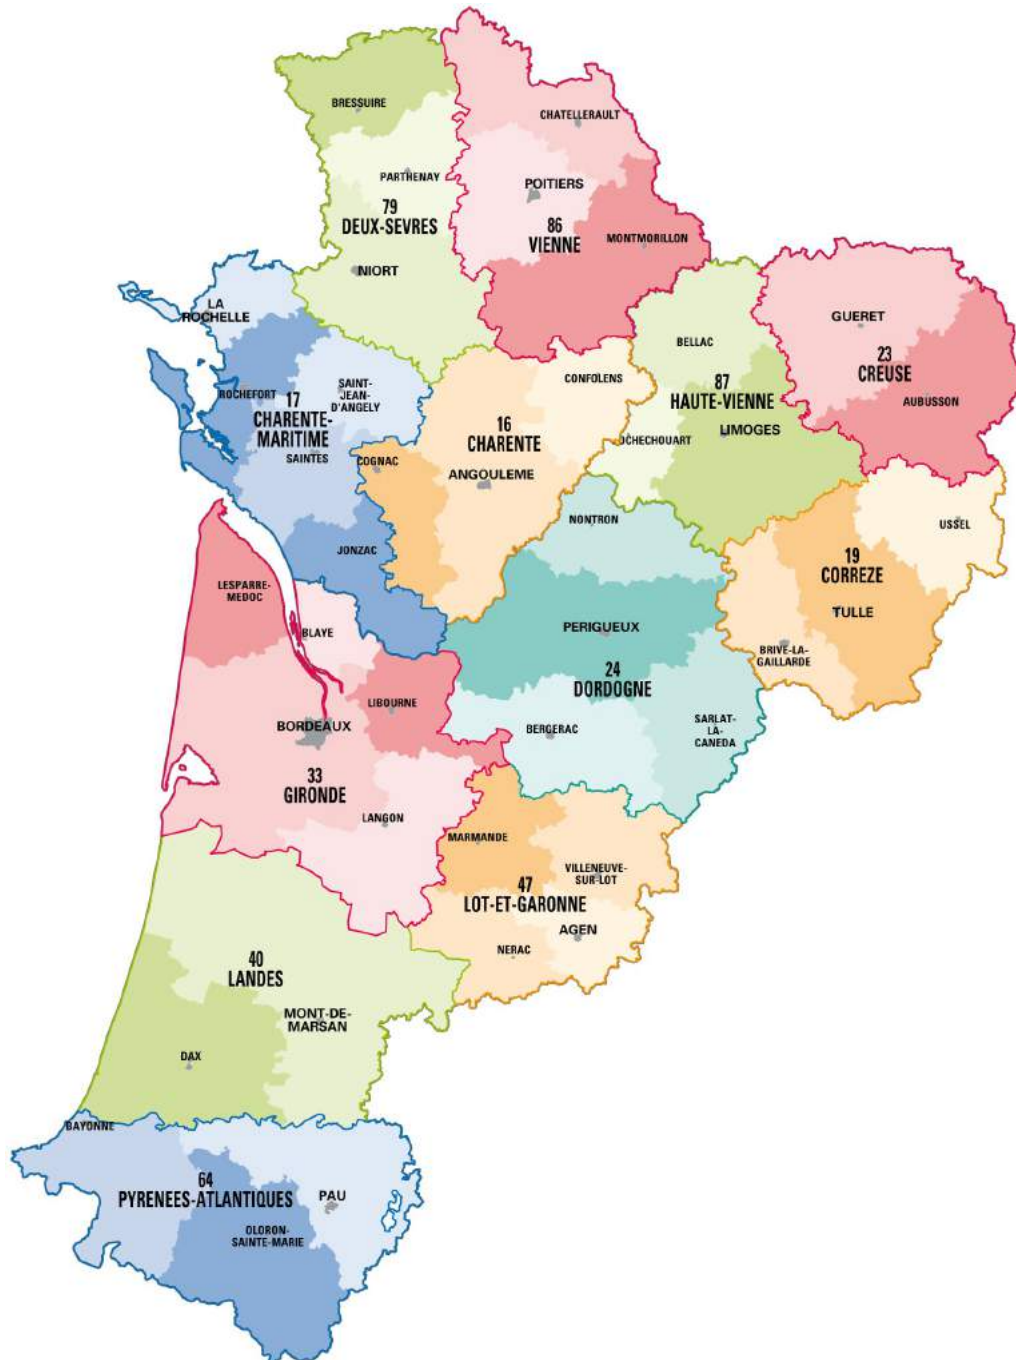 BRESSUIRE
CHATELLERAULT
PARTHENAY
POITIERS
79
DEUX-SEVRES
86
VIENNE
MONTMORILLON
NIORT
LA
ROCHELLE
GUERET
BELLAC
23
CREUSE
CONFOLENS
87
HAUTE-VIENNE
ROCHEFORT
SAINT-
JEAN-
D'ANGELY
AUBUSSON
17
CHARENTE-
MARITIME
16
CHARENTE
LIMOGES
OCHECHOUART
SAINTES
COGNAC
ANGOULEME
NONTRON
USSEL
JONZAC
19
CORREZE
LESPARRE-
MEDOC
TULLE
BLAYE
PERIGUEUX
BRIVE-LA-
GAILLARDE
24
DORDOGNE
LIBOURNE
BORDEAUX
BERGERAC
SARLAT-
LA-
CANEDA
33
GIRONDE
LANGON
MARMANDE
VILLENEUVE-
SUR-LOT
47
LOT-ET-GARONNE
AGEN
NERAC
40
LANDES
MONT-DE-
MARSAN
DAX
BAYONNE
64
PYRENEES-ATLANTIQUES
PAU
OLORON-
SAINTE-MARIE